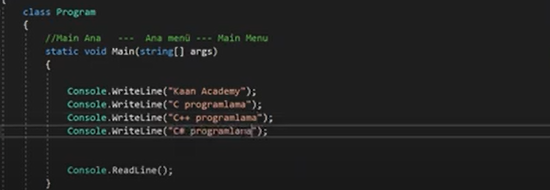 class Program
{
//Main Ana --- Ana menü --- Main Menu
static void Main(string[] args)
{
Console.WriteLine("Kaan Academy");
Console.WriteLine("C programlama");
Console.WriteLine("C++ programlama");
Console.WriteLine("C# programlama");
Console.ReadLine();
}